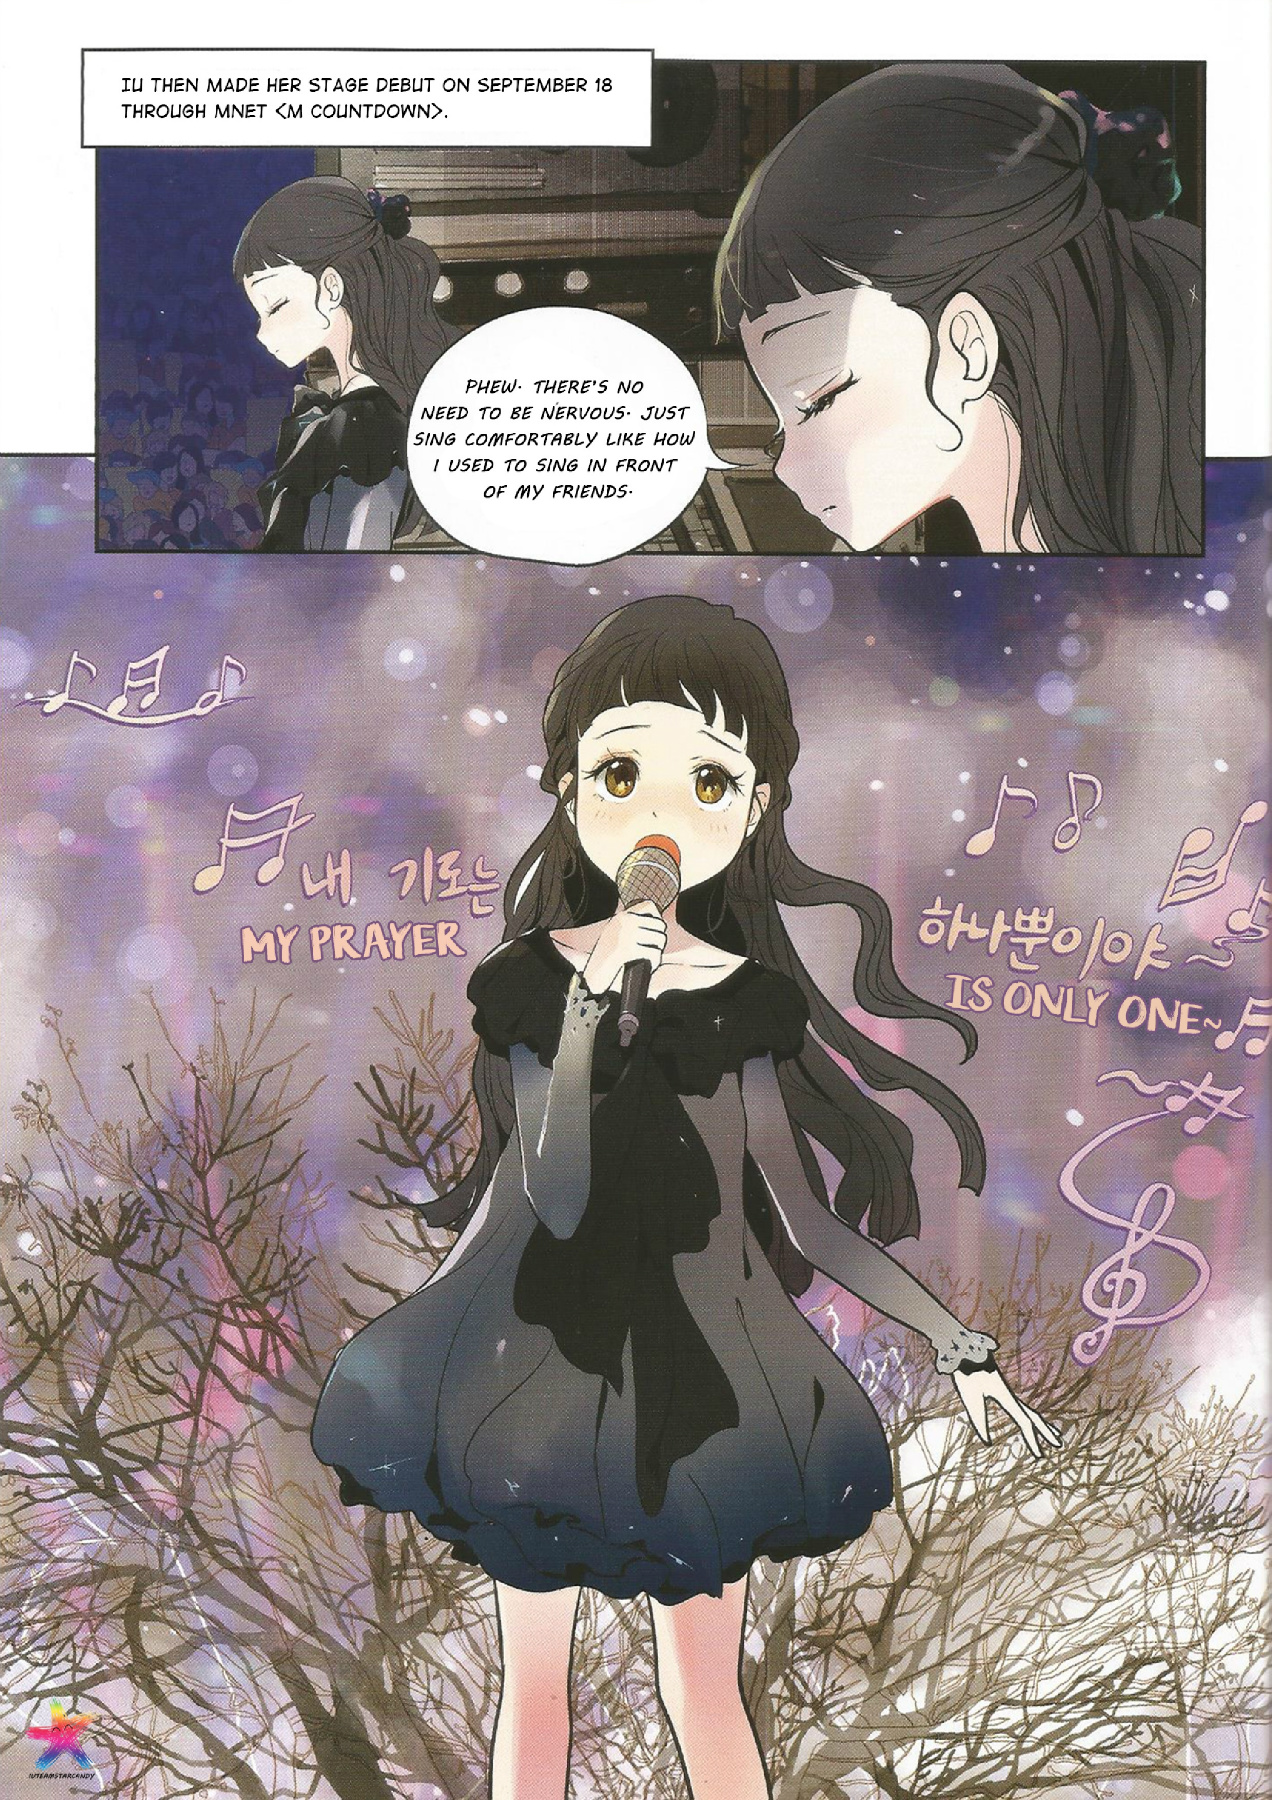 IU THEN MADE HER STAGE DEBUT ON SEPTEMBER 18
THROUGH MNET <M COUNTDOWN>.
PHEW. THERE'S NO
NEED TO BE NERVOUS. JUST
SING COMFORTABLY LIKE HOW
I USED TO SING IN FRONT
OF MY FRIENDS.
내 기도는
MY PRAYER
하나뿐이야~
IS ONLY ONE~
IUTEAMSTARCANDY